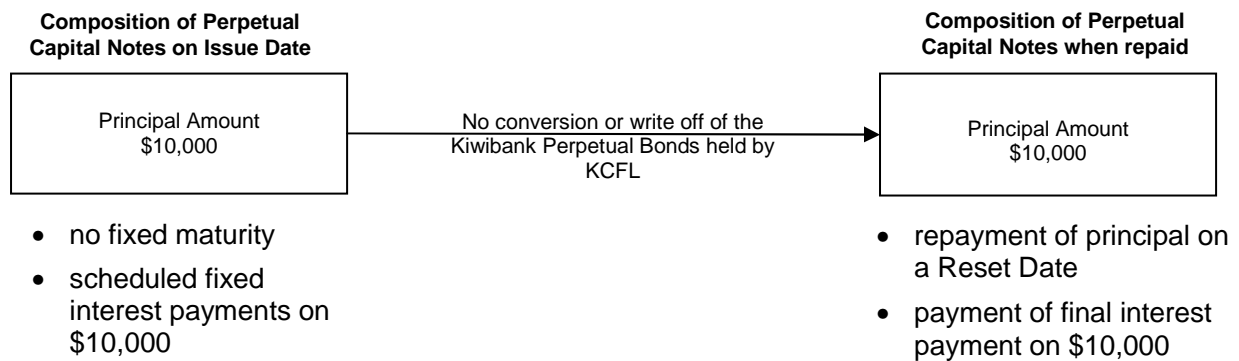 Composition of Perpetual
Capital Notes on Issue Date
Principal Amount
$10,000
• no fixed maturity
• scheduled fixed
interest payments on
$10,000
No conversion or write off of the
Kiwibank Perpetual Bonds held by
KCFL
Composition of Perpetual
Capital Notes when repaid
Principal Amount
$10,000
• repayment of principal on
a Reset Date
• payment of final interest
payment on $10,000